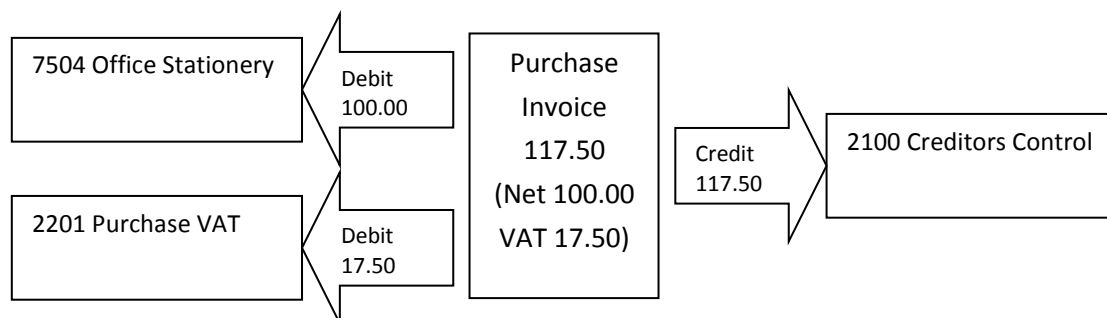 7504 Office Stationery
Debit
100.00
2201 Purchase VAT
Debit
17.50
Purchase
Invoice
117.50
(Net 100.00
VAT 17.50)
Credit
117.50
2100 Creditors Control